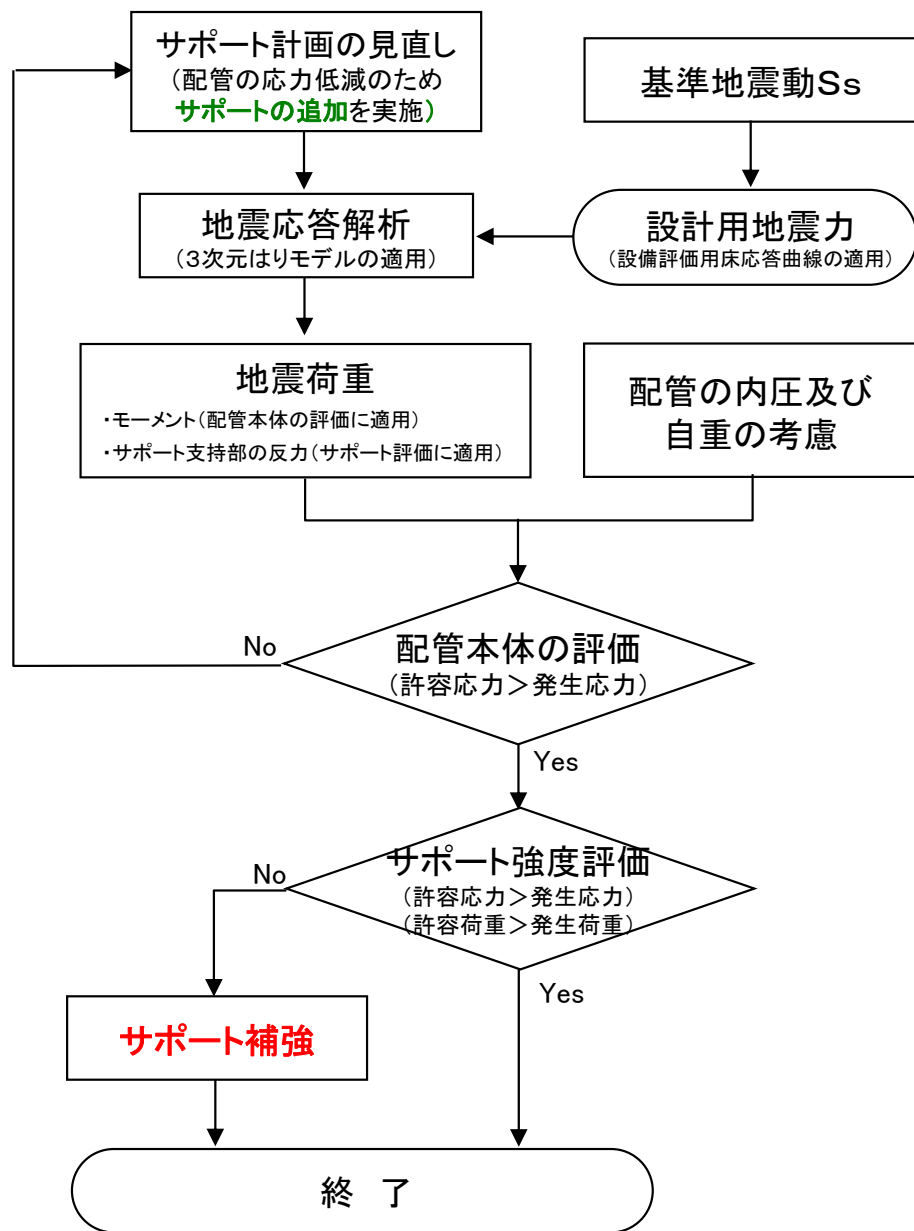 サポート計画の見直し
(配管の応力低減のため
サポートの追加を実施)
基準地震動Ss
地震応答解析
(3次元はりモデルの適用)
設計用地震力
(設備評価用床応答曲線の適用)
地震荷重
・モーメント(配管本体の評価に適用)
・サポート支持部の反力(サポート評価に適用)
配管の内圧及び
自重の考慮
配管本体の評価
(許容応力＞発生応力)
No
Yes
サポート強度評価
(許容応力＞発生応力)
(許容荷重＞発生荷重)
No
Yes
サポート補強
終 了